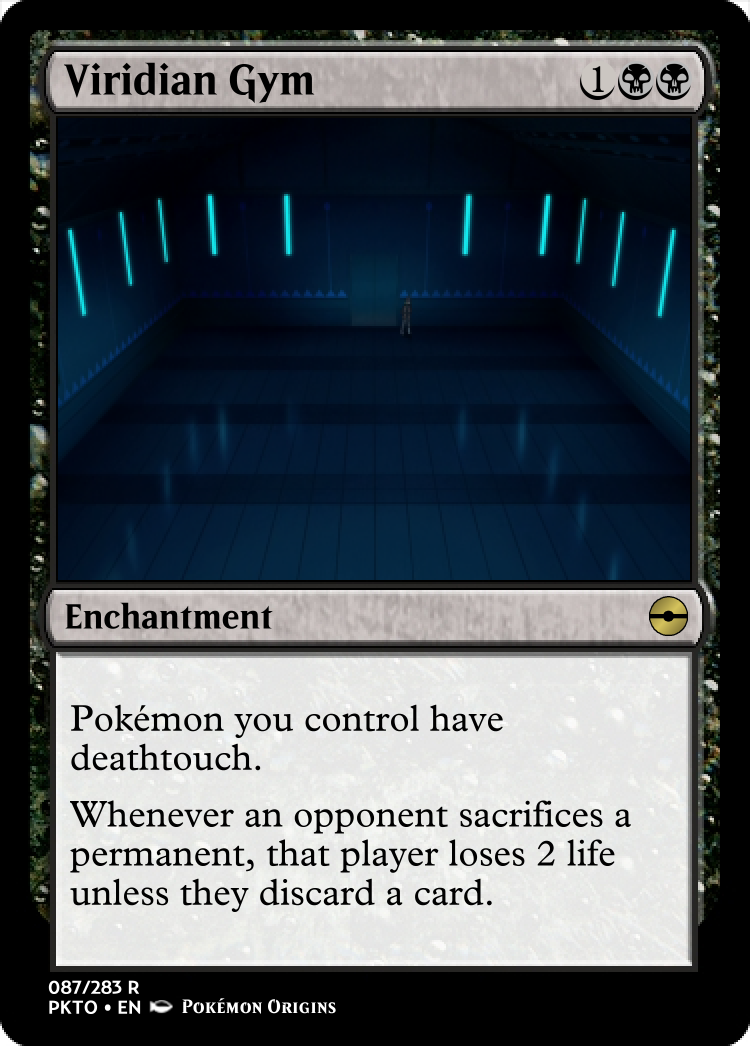 Viridian Gym 1
Enchantment
Pokémon you control have
deathtouch.
Whenever an opponent sacrifices a
permanent, that player loses 2 life
unless they discard a card.
087/283 R
PKTO • EN Pokémon Origins